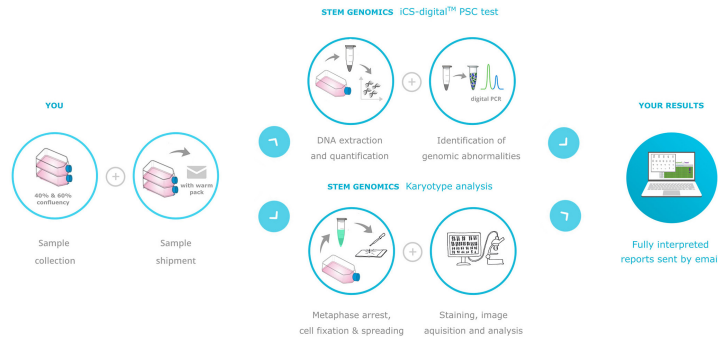 STEM GENOMICS iCS-digital™ PSC test
digital PCR
DNA extraction
and quantification
Identification of
genomic abnormalities
YOU
40% & 60%
confluency
with warm
pack
Sample
collection
Sample
shipment
STEM GENOMICS Karyotype analysis
Metaphase arrest,
cell fixation & spreading
Staining, image
aquisition and analysis
YOUR RESULTS
Fully interpreted
reports sent by emai